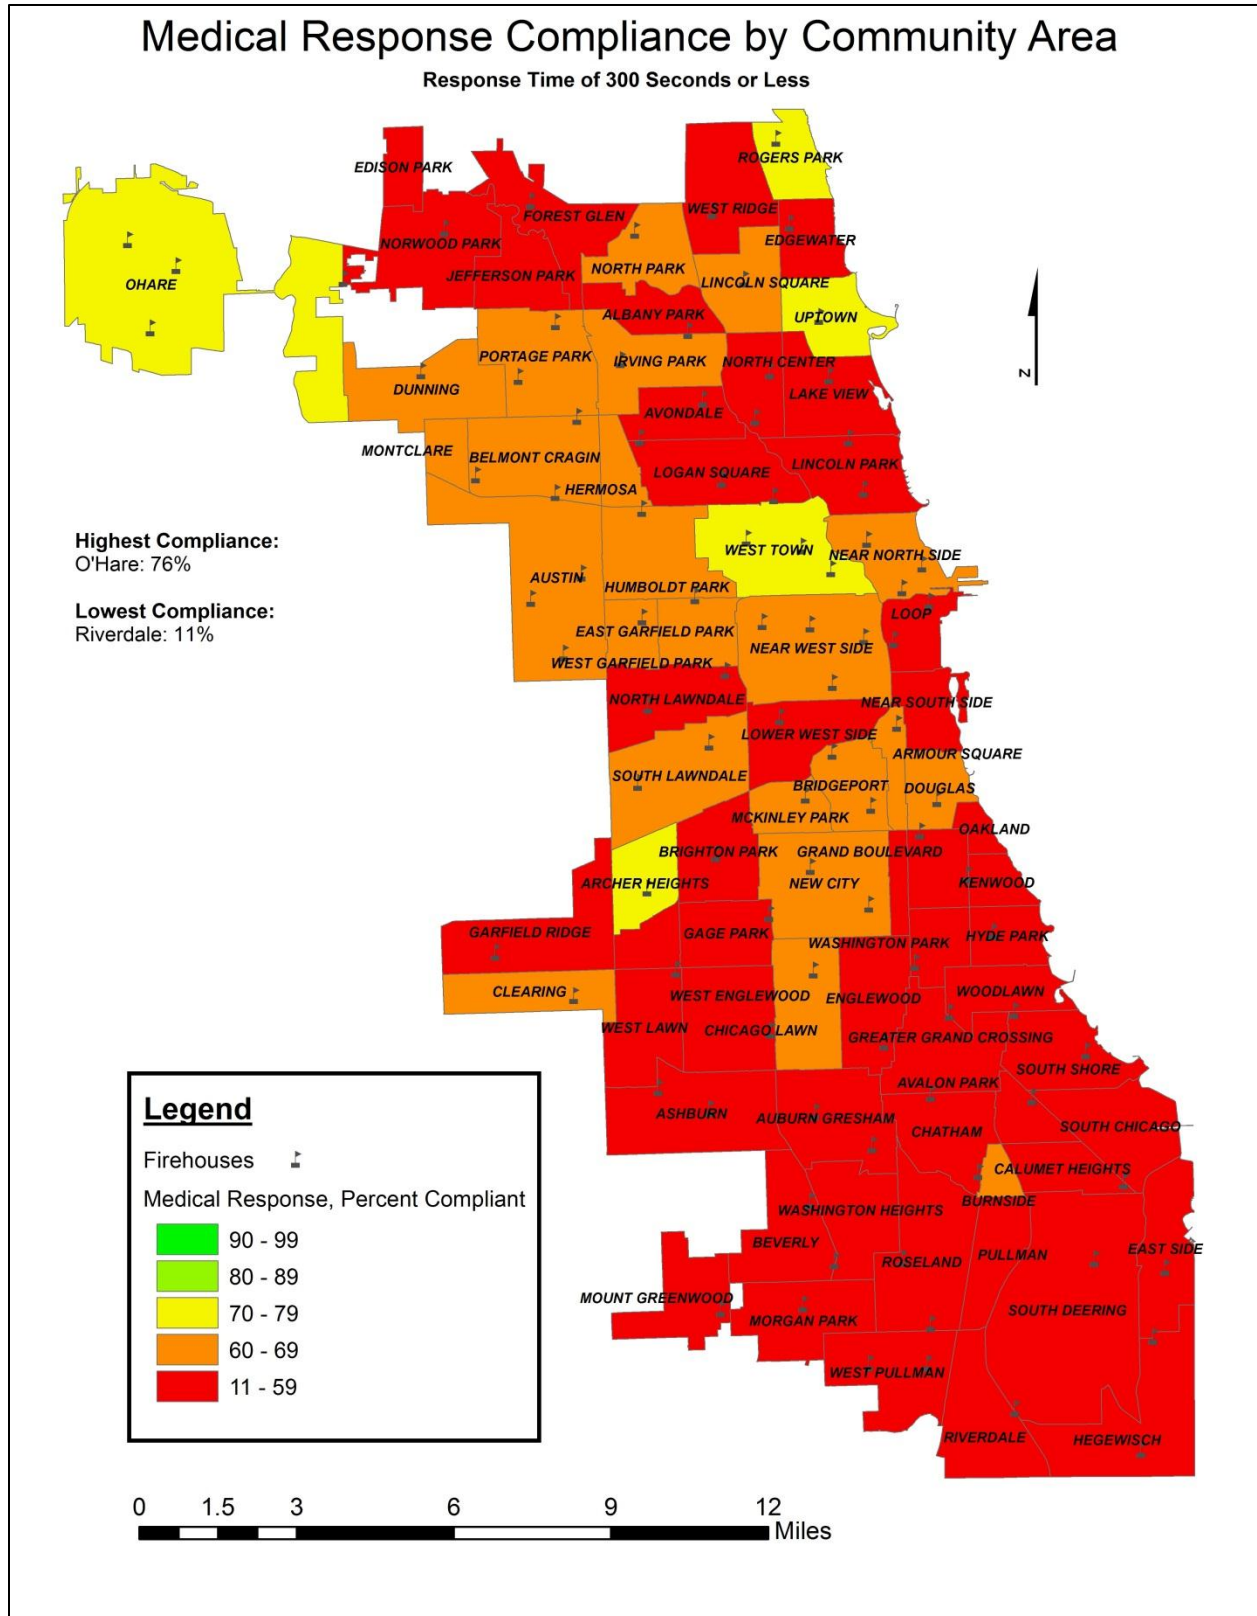 Medical Response Compliance by Community Area
Response Time of 300 Seconds or Less
ROGERS PARK
EDISON PARK
WEST RIDGE
FOREST GLEN
EDGEWATER
NORWOOD PARK
NORTH PARK
JEFFERSON PARK
LINCOLN SQUARE
OHARE
ALBANY PARK
UPTOWN
PORTAGE PARK
IRVING PARK
NORTH CENTER
DUNNING
LAKE VIEW
AVONDALE
MONTCLARE
BELMONT CRAGIN
LOGAN SQUARE
LINCOLN PARK
HERMOSA
Highest Compliance:
O'Hare: 76%
Lowest Compliance:
Riverdale: 11%
WEST TOWN
NEAR NORTH SIDE
AUSTIN
HUMBOLDT PARK
LOOP
EAST GARFIELD PARK
NEAR WEST SIDE
WEST GARFIELD PARK
NORTH LAWNDALE
NEAR SOUTH SIDE
LOWER WEST SIDE
ARMOUR SQUARE
SOUTH LAWNDALE
BRIDGEPORT
DOUGLAS
MCKINLEY PARK
OAKLAND
BRIGHTON PARK
GRAND BOULEVARD
ARCHER HEIGHTS
NEW CITY
KENWOOD
GARFIELD RIDGE
GAGE PARK
WASHINGTON PARK
HYDE PARK
CLEARING
WEST ENGLEWOOD
ENGLEWOOD
WOODLAWN
WEST LAWN
CHICAGO LAWN
GREATER GRAND CROSSING
SOUTH SHORE
AVALON PARK
ASHBURN
AUBURN GRESHAM
CHATHAM
SOUTH CHICAGO
CALUMET HEIGHTS
WASHINGTON HEIGHTS
BURNSIDE
BEVERLY
ROSELAND
PULLMAN
EAST SIDE
MOUNT GREENWOOD
MORGAN PARK
SOUTH DEERING
WEST PULLMAN
RIVERDALE
HEGEWISCH
N
Legend
Firehouses
Medical Response, Percent Compliant
90 - 99
80 - 89
70 - 79
60 - 69
11 - 59
0 1.5 3 6 9 12
Miles